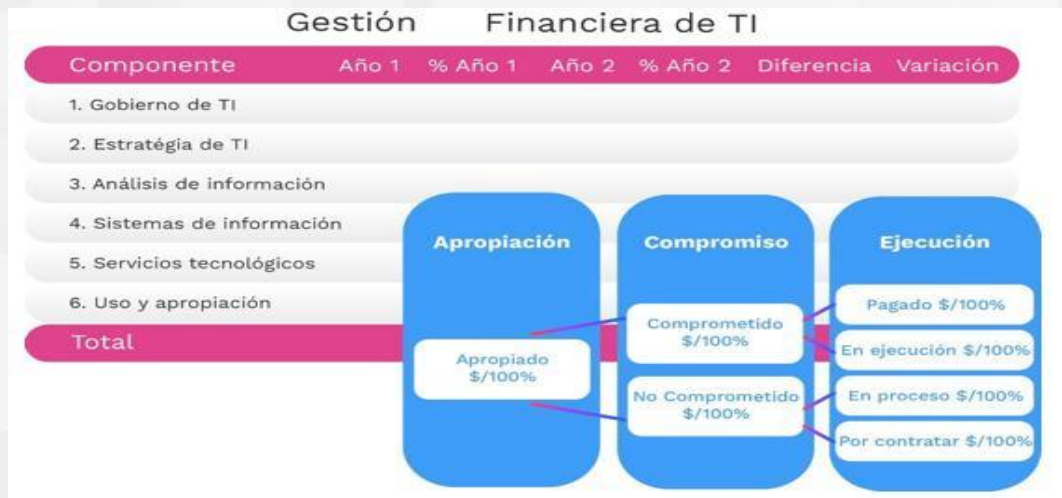 Gestión Financiera de TI
Componente Año 1 % Año 1 Año 2 % Año 2 Diferencia Variación
1. Gobierno de TI
2. Estratégia de TI
3. Análisis de información
4. Sistemas de información
5. Servicios tecnológicos
6. Uso y apropiación
Total
Apropiación
Apropiado
$/100%
Compromiso
Comprometido
$/100%
No Comprometido
$/100%
Ejecución
Pagado $/100%
En ejecución $/100%
En proceso $/100%
Por contratar $/100%